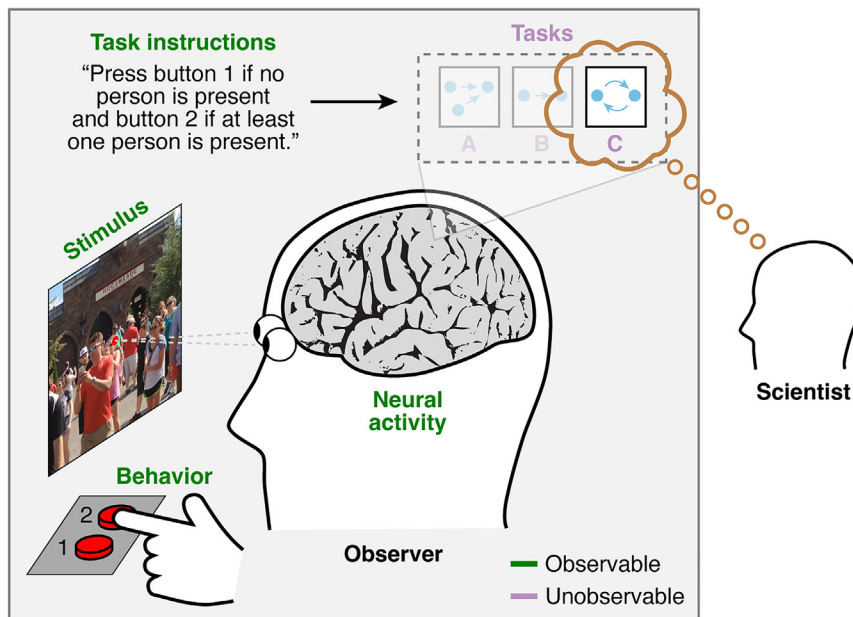 Task instructions
“Press button 1 if no
person is present
and button 2 if at least
one person is present.”
Tasks
A
B
C
Stimulus
HOGSMEADE
Neural
activity
Behavior
2
1
Observer
Scientist
Observable
Unobservable